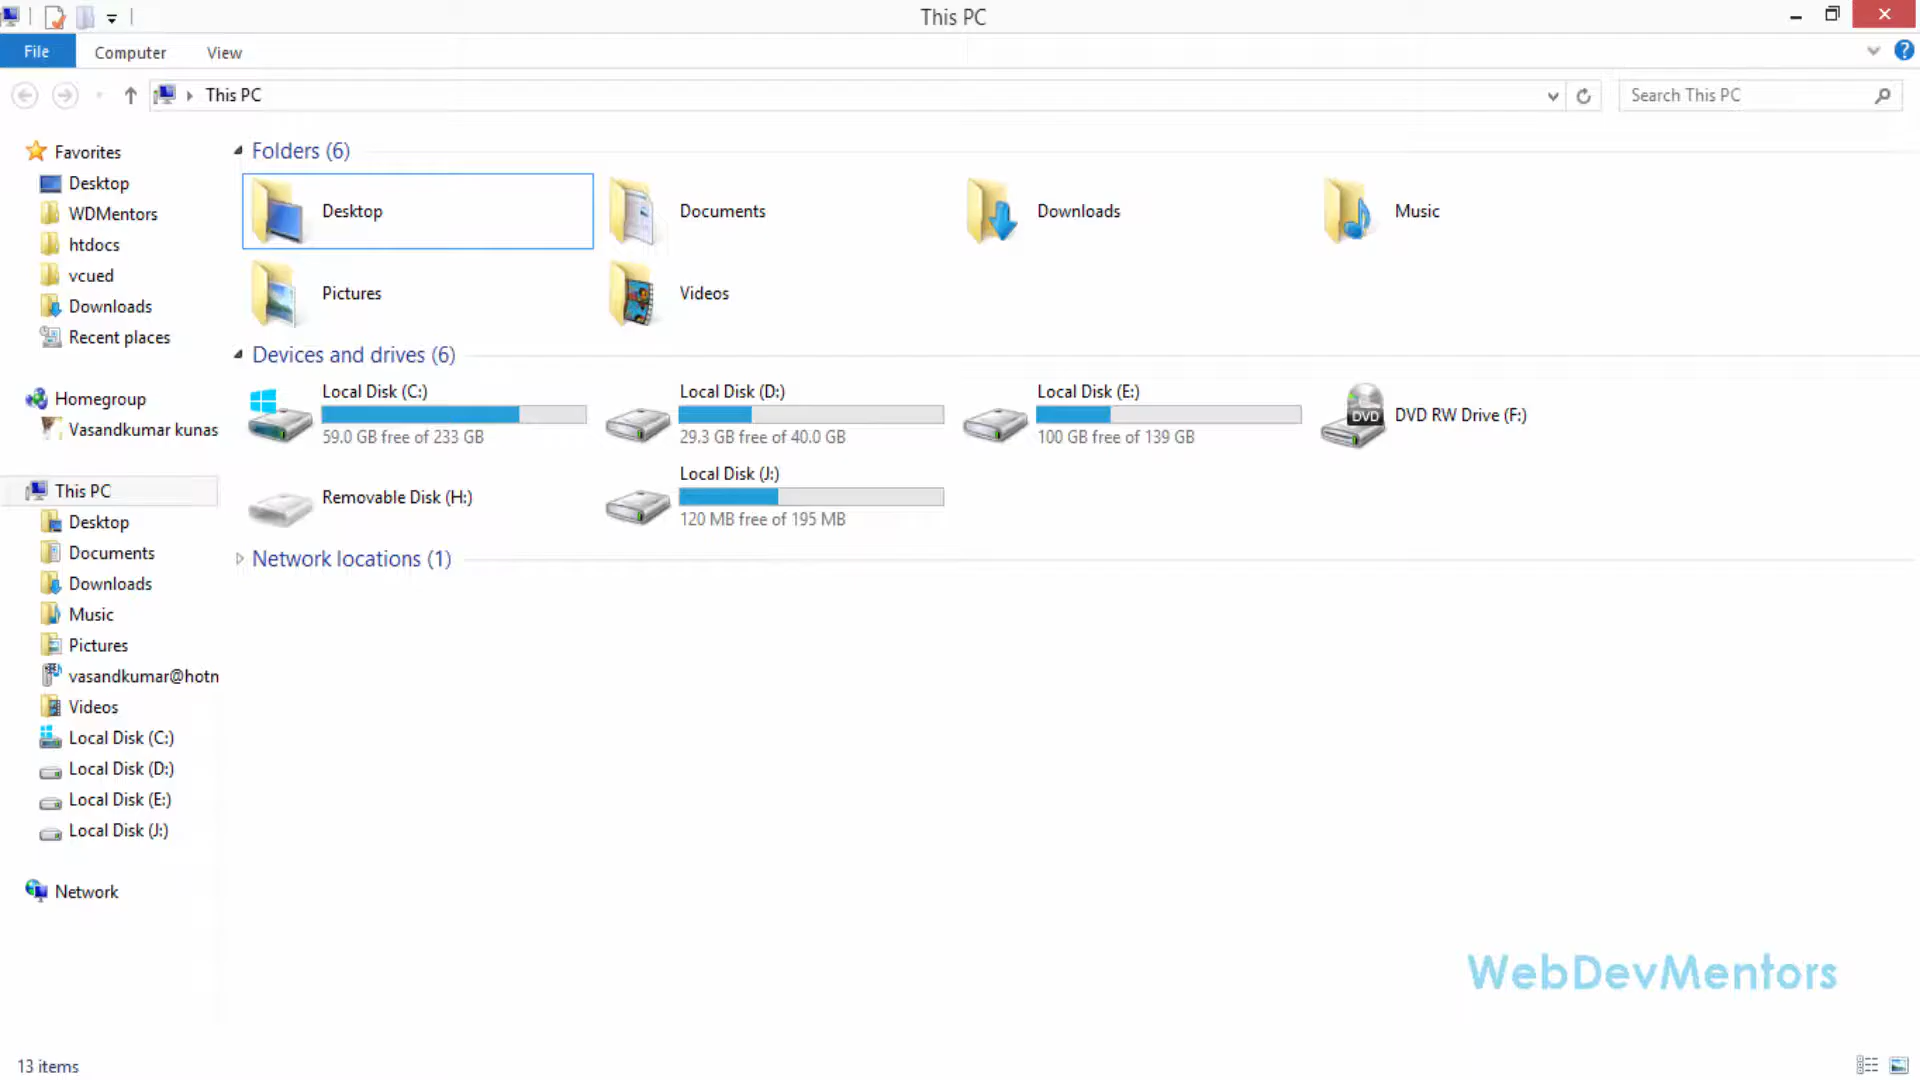 This PC
File Computer View
This PC Search This PC
Favorites
Desktop
WDMentors
htdocs
vcued
Downloads
Recent places
Homegroup
Vasandkumar kunas
This PC
Desktop
Documents
Downloads
Music
Pictures
vasandkumar@hotn
Videos
Local Disk (C:)
Local Disk (D:)
Local Disk (E:)
Local Disk (J:)
Network
Folders (6)
Desktop Documents Downloads Music
Pictures Videos
Devices and drives (6)
Local Disk (C:)
59.0 GB free of 233 GB
Local Disk (D:)
29.3 GB free of 40.0 GB
Local Disk (E:)
100 GB free of 139 GB
DVD
DVD RW Drive (F:)
Removable Disk (H:)
Local Disk (J:)
120 MB free of 195 MB
Network locations (1)
WebDevMentors
13 items